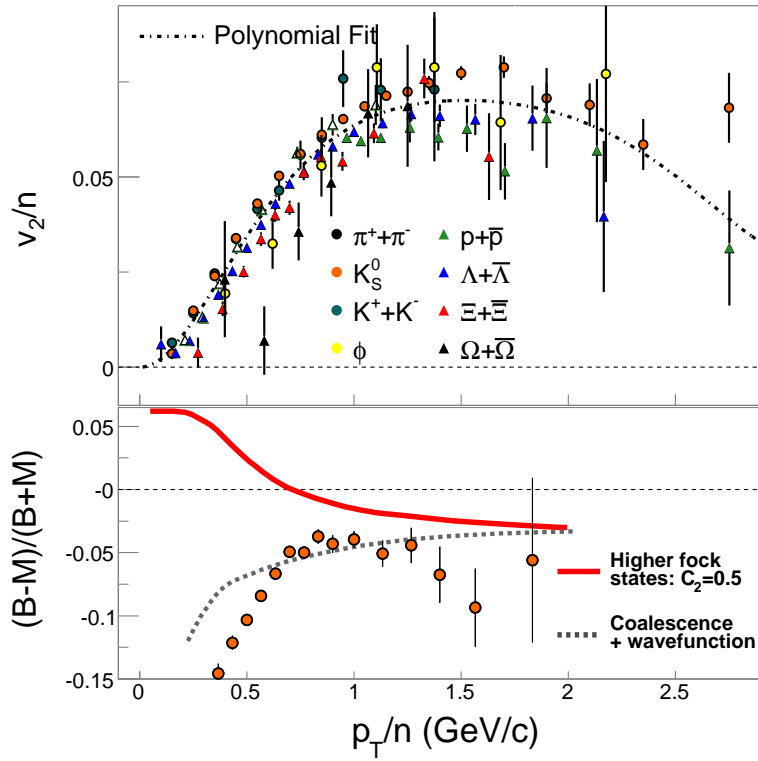 Polynomial Fit
v₂/n
0.05
0
π⁺+π⁻
K⁰S
K⁺+K⁻
ϕ
p+p̅
Λ+Λ̅
Ξ+Ξ̅
Ω+Ω̅
(B-M)/(B+M)
0.05
-0
-0.05
-0.1
-0.15
Higher fock
states: C₂=0.5
Coalescence
+ wavefunction
0 0.5 1 1.5 2 2.5
p_T/n (GeV/c)